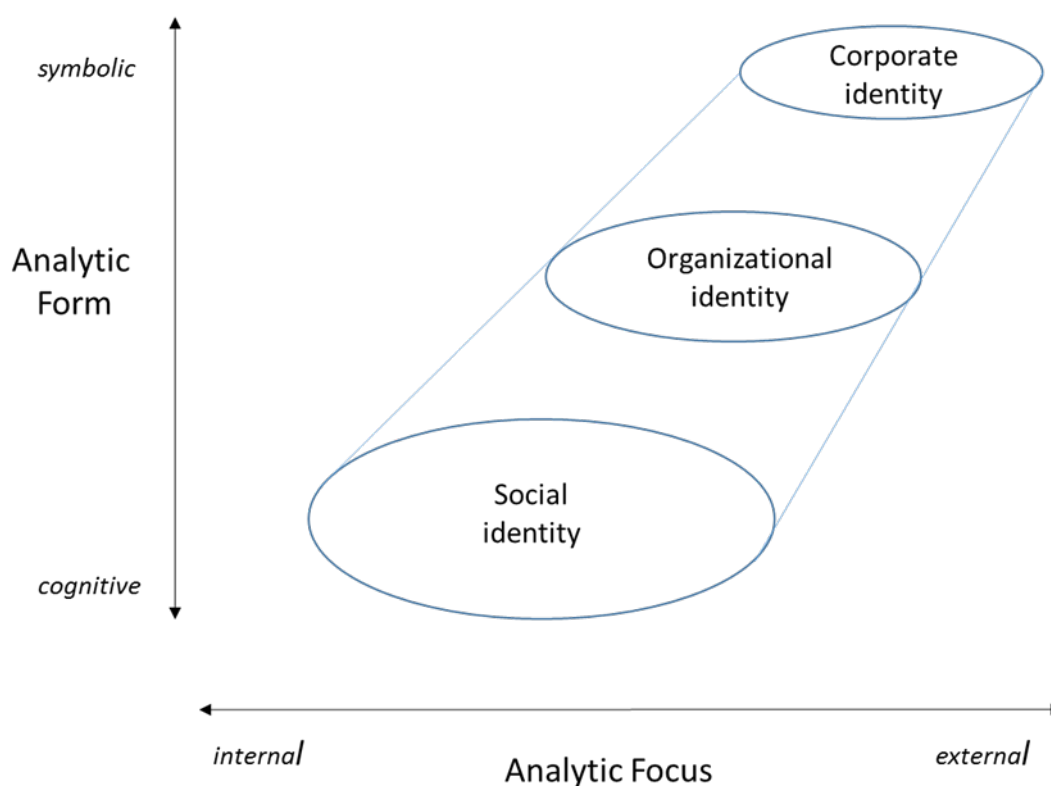 symbolic
Corporate
identity
Analytic
Form
Organizational
identity
Social
identity
cognitive
internal
Analytic Focus
external